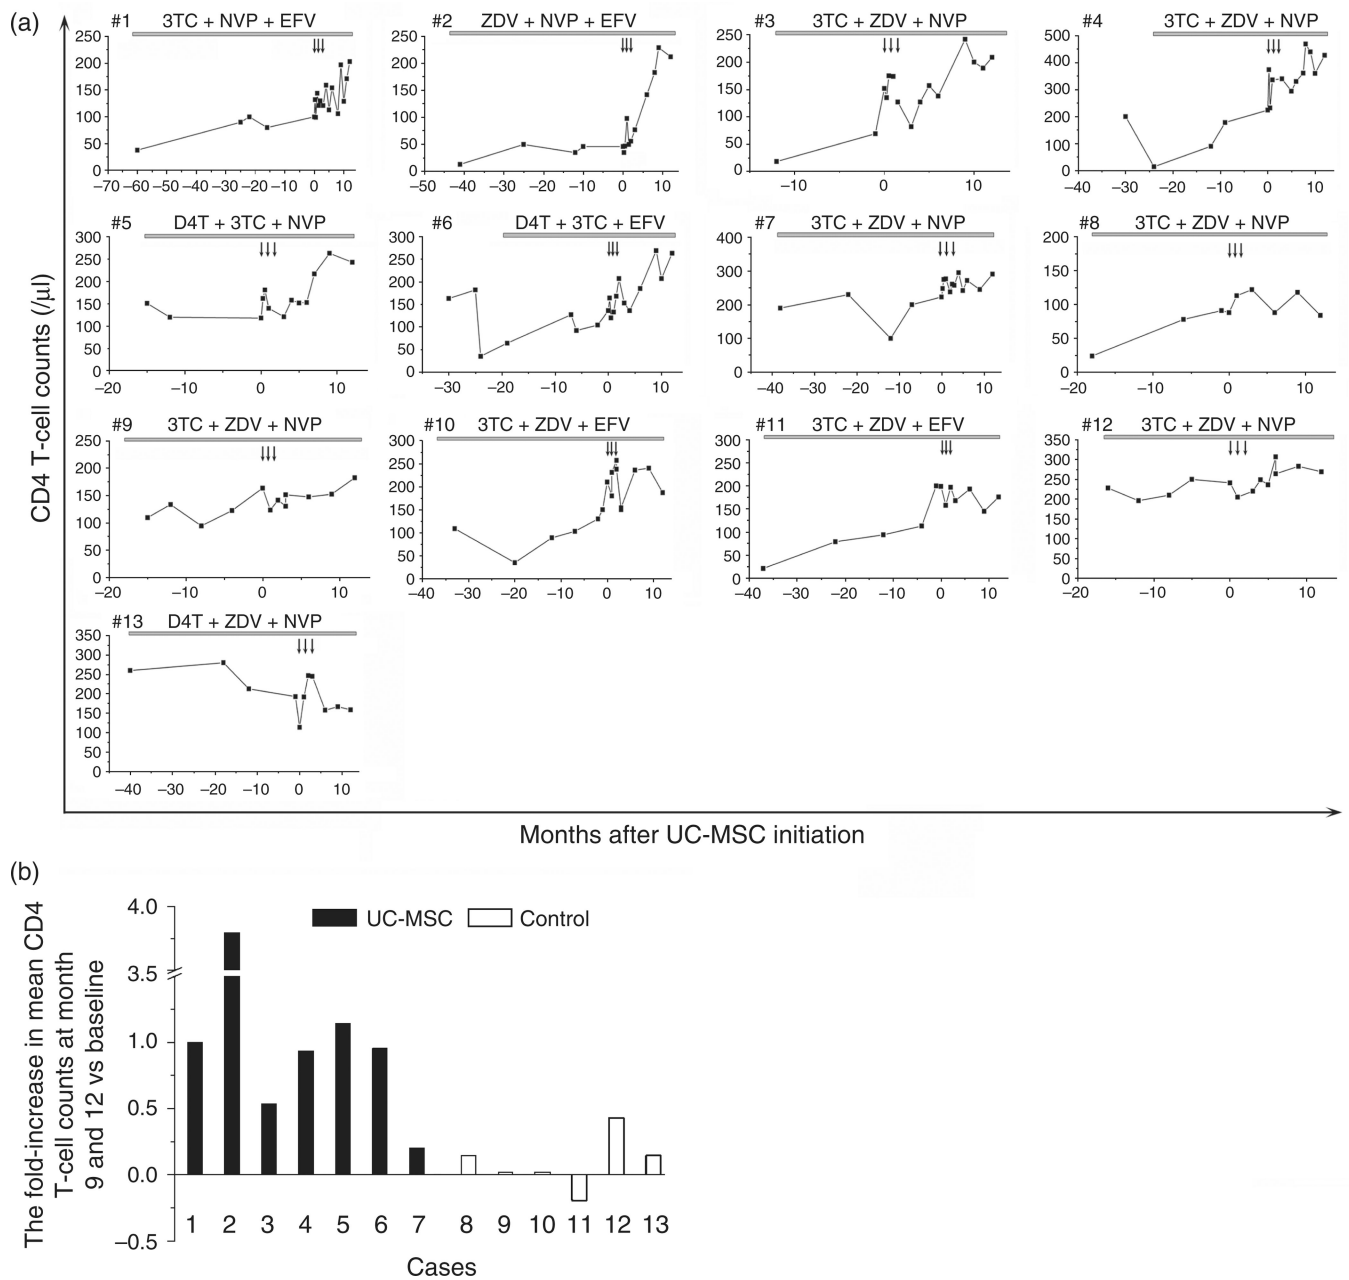 (a)
#1 3TC + NVP + EFV
250
200
150
100
50
0
−70 −60 −50 −40 −30 −20 −10 0 10
#2 ZDV + NVP + EFV
250
200
150
100
50
0
−50 −40 −30 −20 −10 0 10
#3 3TC + ZDV + NVP
250
200
150
100
50
0
−10 0 10
#4 3TC + ZDV + NVP
500
400
300
200
100
0
−40 −30 −20 −10 0 10
#5 D4T + 3TC + NVP
300
250
200
150
100
50
0
−20 −10 0 10
#6 D4T + 3TC + EFV
300
250
200
150
100
50
0
−30 −20 −10 0 10
#7 3TC + ZDV + NVP
400
300
200
100
0
−40 −30 −20 −10 0 10
#8 3TC + ZDV + NVP
200
150
100
50
0
−20 −10 0 10
#9 3TC + ZDV + NVP
250
200
150
100
50
0
−20 −10 0 10
#10 3TC + ZDV + EFV
300
250
200
150
100
50
0
−40 −30 −20 −10 0 10
#11 3TC + ZDV + EFV
300
250
200
150
100
50
0
−40 −30 −20 −10 0 10
#12 3TC + ZDV + NVP
350
300
250
200
150
100
50
0
−20 −10 0 10
#13 D4T + ZDV + NVP
350
300
250
200
150
100
50
0
−40 −30 −20 −10 0 10
CD4 T-cell counts (/µl)
Months after UC-MSC initiation
(b)
The fold-increase in mean CD4
T-cell counts at month
9 and 12 vs baseline
4.0
3.5
1.0
0.5
0.0
−0.5
UC-MSC Control
1 2 3 4 5 6 7 8 9 10 11 12 13
Cases